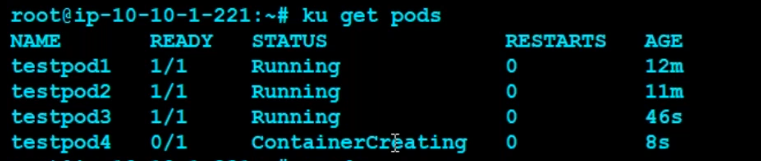 root@ip-10-10-1-221:~# ku get pods
NAME READY STATUS RESTARTS AGE
testpod1 1/1 Running 0 12m
testpod2 1/1 Running 0 11m
testpod3 1/1 Running 0 46s
testpod4 0/1 ContainerCreating 0 8s